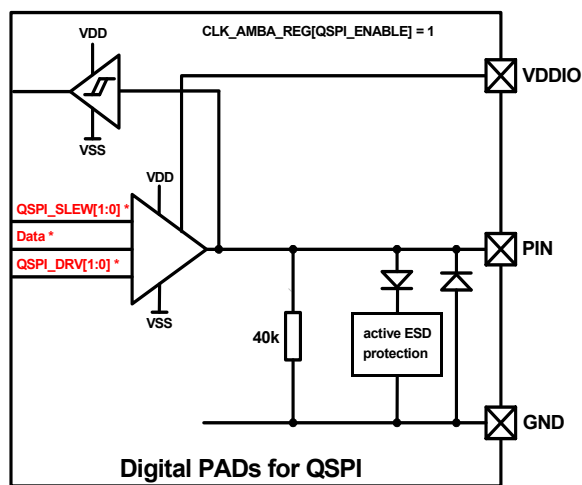 CLK_AMBA_REG[QSPI_ENABLE] = 1
VDD
VDDIO
VSS
VDD
QSPI_SLEW[1:0] *
Data *
QSPI_DRV[1:0] *
PIN
VSS
40k
active ESD
protection
GND
Digital PADs for QSPI